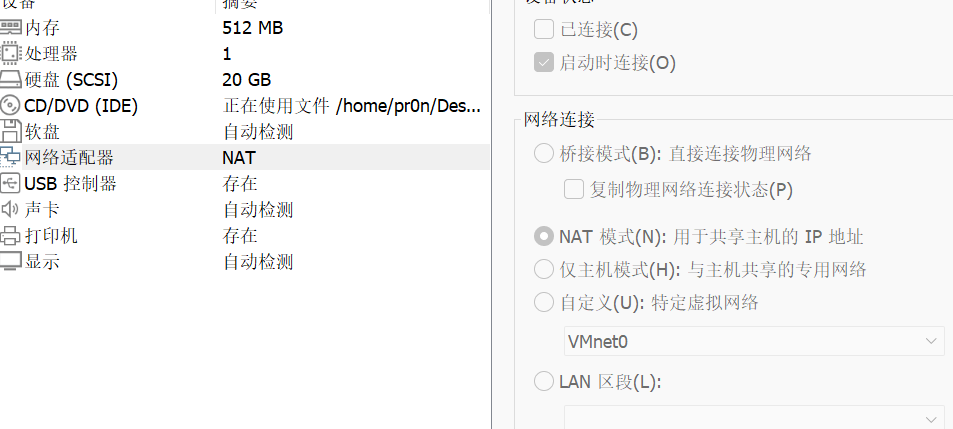 设备 摘要
内存 512 MB
处理器 1
硬盘 (SCSI) 20 GB
CD/DVD (IDE) 正在使用文件 /home/pr0n/Des...
软盘 自动检测
网络适配器 NAT
USB 控制器 存在
声卡 自动检测
打印机 存在
显示 自动检测
设备状态
已连接(C)
启动时连接(O)
网络连接
桥接模式(B): 直接连接物理网络
复制物理网络连接状态(P)
NAT 模式(N): 用于共享主机的 IP 地址
仅主机模式(H): 与主机共享的专用网络
自定义(U): 特定虚拟网络
VMnet0
LAN 区段(L):